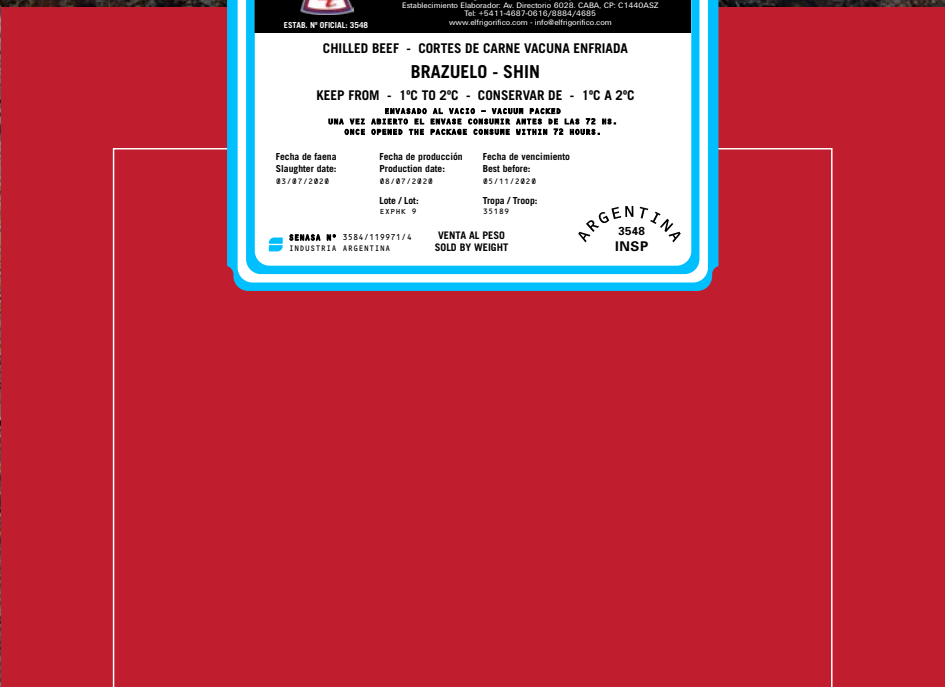 Establecimiento Elaborador: Av. Directorio 6028. CABA, CP: C1440ASZ
Tel: +5411-4687-0616/8884/4685
www.elfrigorifico.com - info@elfrigorifico.com
ESTAB. Nº OFICIAL: 3548
CHILLED BEEF - CORTES DE CARNE VACUNA ENFRIADA
BRAZUELO - SHIN
KEEP FROM - 1ºC TO 2ºC - CONSERVAR DE - 1ºC A 2ºC
ENVASADO AL VACIO - VACUUM PACKED
UNA VEZ ABIERTO EL ENVASE CONSUMIR ANTES DE LAS 72 HS.
ONCE OPENED THE PACKAGE CONSUME WITHIN 72 HOURS.
Fecha de faena
Slaughter date:
03/07/2020
Fecha de producción
Production date:
08/07/2020
Fecha de vencimiento
Best before:
05/11/2020
Lote / Lot:
EXPHK 9
Tropa / Troop:
35189
SENASA Nº 3584/119971/4
INDUSTRIA ARGENTINA
VENTA AL PESO
SOLD BY WEIGHT
ARGENTINA
3548
INSP